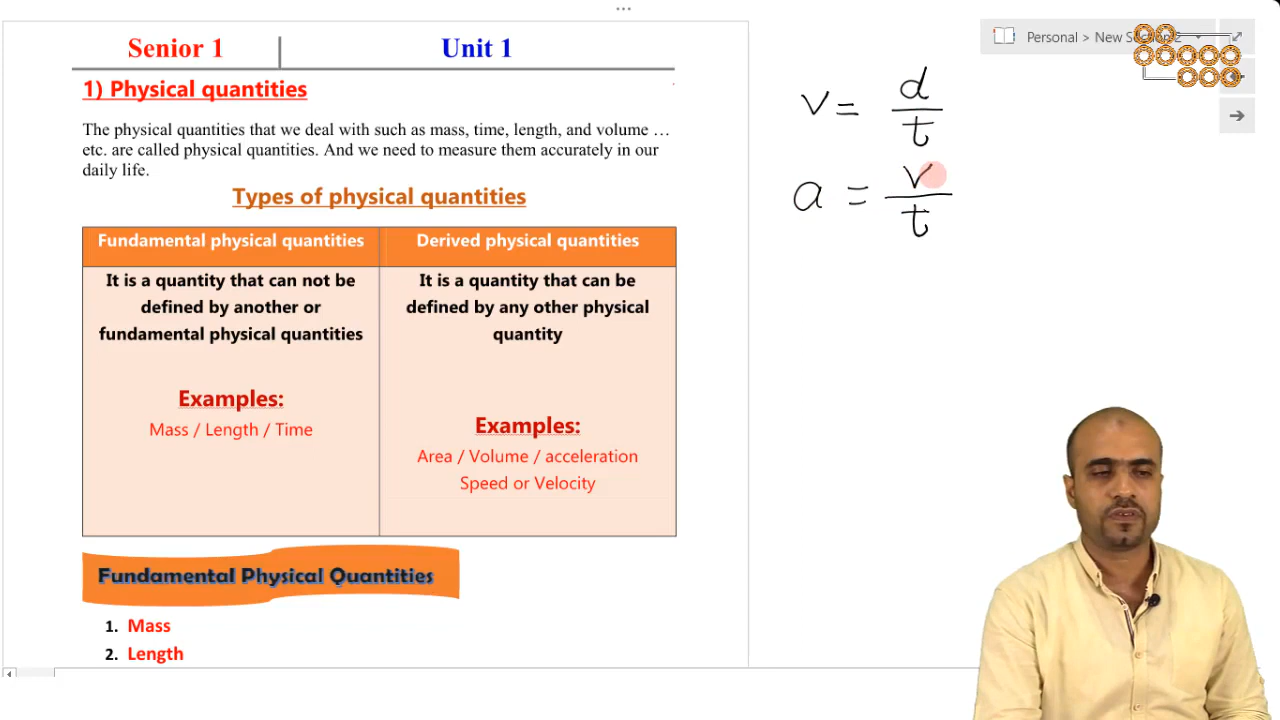 Senior 1 Unit 1
1) Physical quantities
The physical quantities that we deal with such as mass, time, length, and volume …
etc. are called physical quantities. And we need to measure them accurately in our
daily life.
Types of physical quantities
Fundamental physical quantities
It is a quantity that can not be
defined by another or
fundamental physical quantities
Examples:
Mass / Length / Time
Derived physical quantities
It is a quantity that can be
defined by any other physical
quantity
Examples:
Area / Volume / acceleration
Speed or Velocity
Fundamental Physical Quantities
1. Mass
2. Length
Personal > New Section 2
v = d/t
a = v/t